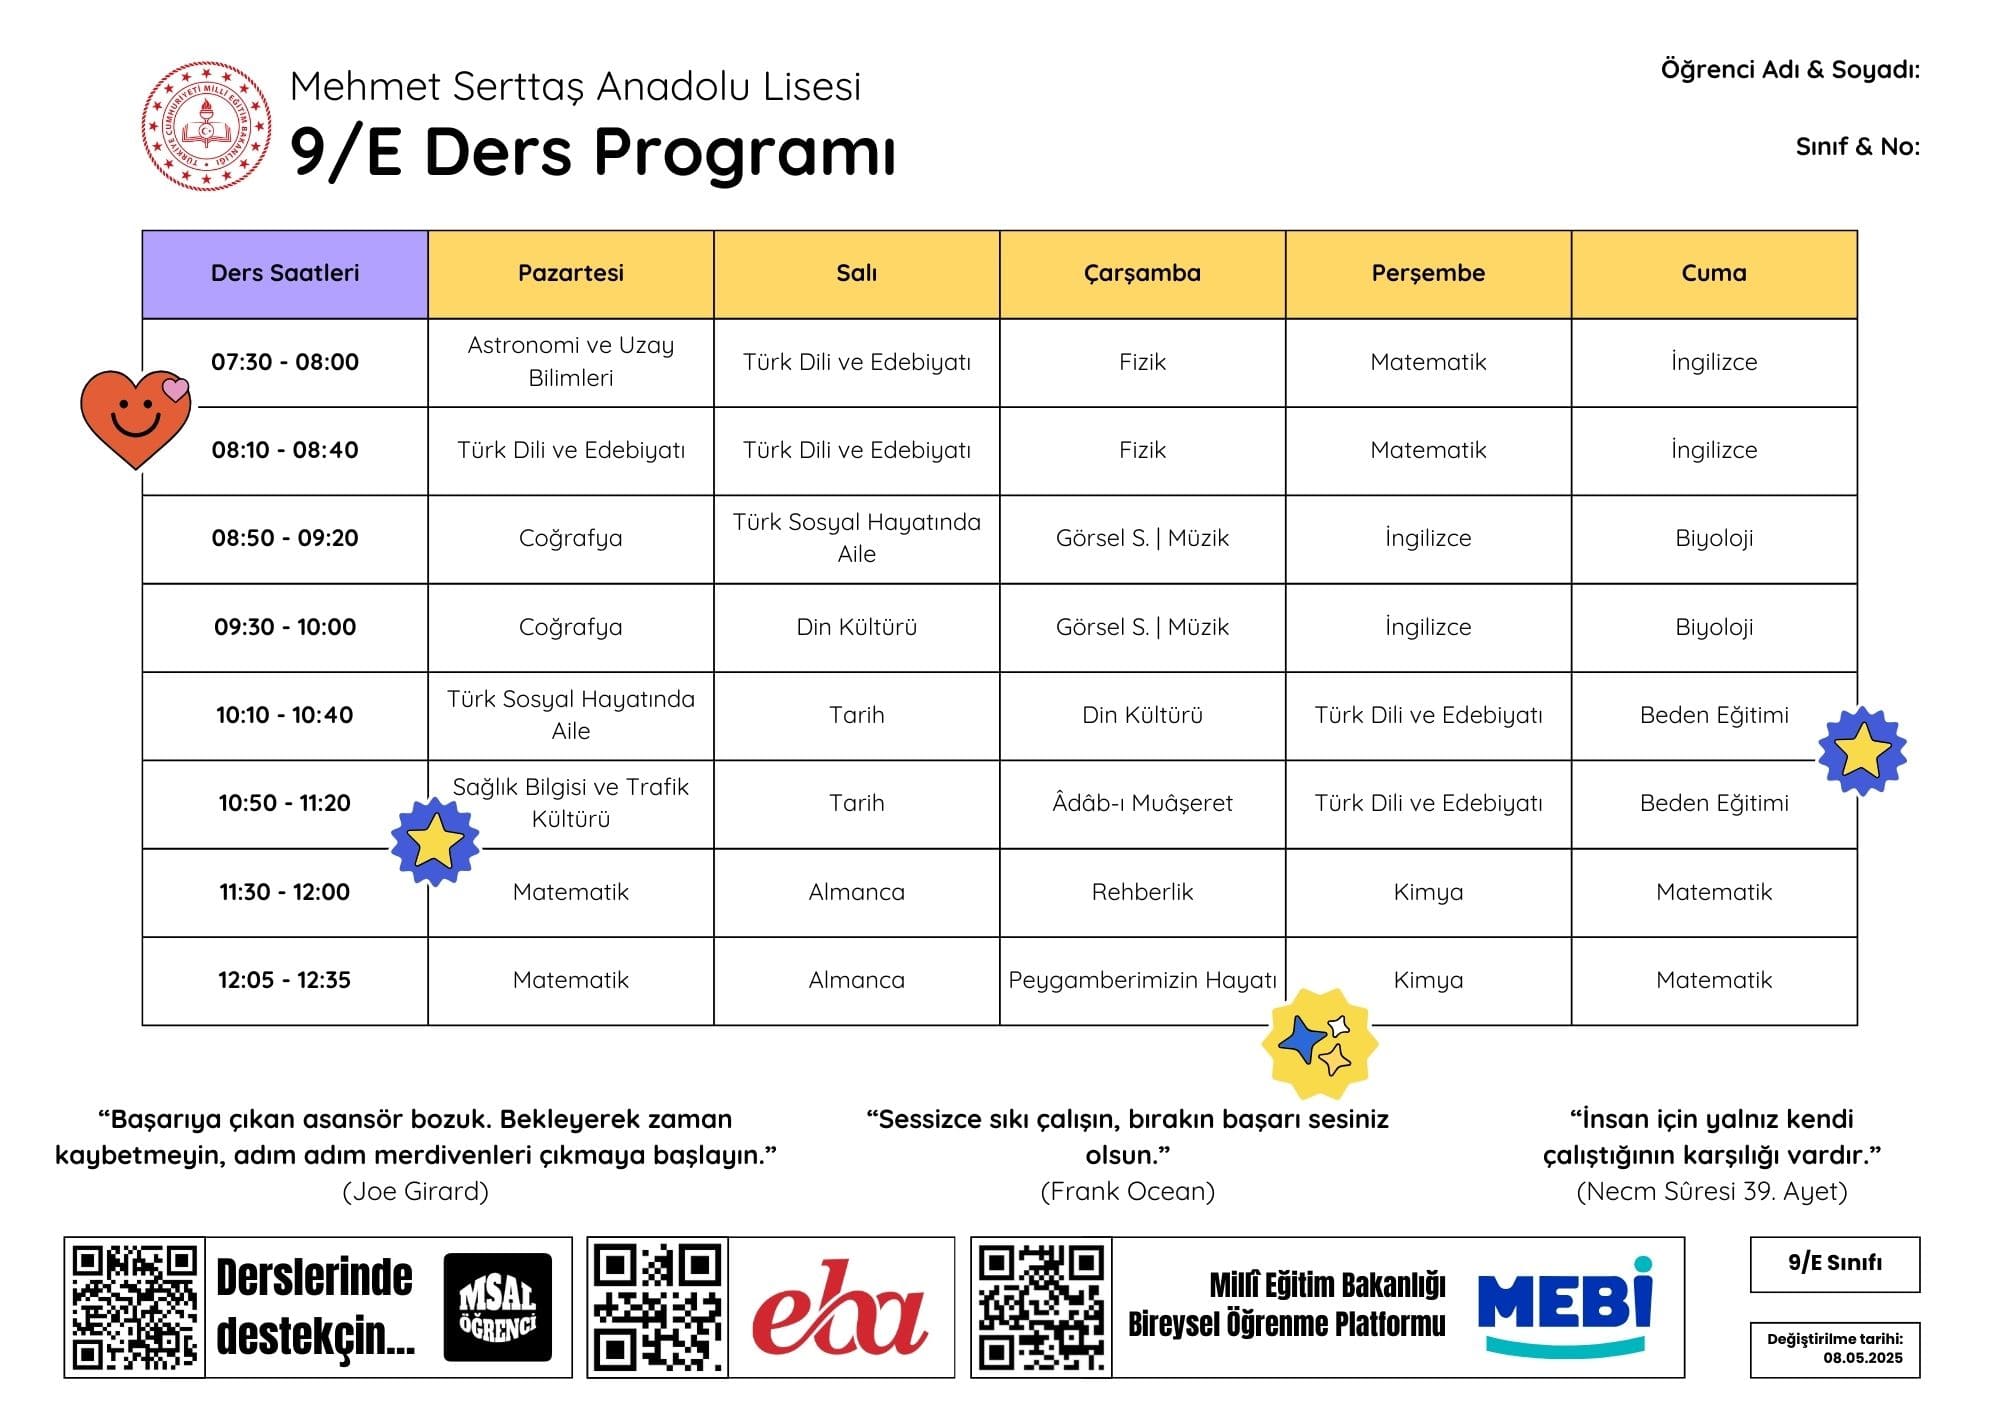 Mehmet Serttaş Anadolu Lisesi
9/E Ders Programı
Öğrenci Adı & Soyadı:
Sınıf & No:
TÜRKİYE CUMHURİYETİ MİLLÎ EĞİTİM BAKANLIĞI
Ders Saatleri Pazartesi Salı Çarşamba Perşembe Cuma
07:30 - 08:00 Astronomi ve Uzay Bilimleri Türk Dili ve Edebiyatı Fizik Matematik İngilizce
08:10 - 08:40 Türk Dili ve Edebiyatı Türk Dili ve Edebiyatı Fizik Matematik İngilizce
08:50 - 09:20 Coğrafya Türk Sosyal Hayatında Aile Görsel S. | Müzik İngilizce Biyoloji
09:30 - 10:00 Coğrafya Din Kültürü Görsel S. | Müzik İngilizce Biyoloji
10:10 - 10:40 Türk Sosyal Hayatında Aile Tarih Din Kültürü Türk Dili ve Edebiyatı Beden Eğitimi
10:50 - 11:20 Sağlık Bilgisi ve Trafik Kültürü Tarih Âdâb-ı Muâşeret Türk Dili ve Edebiyatı Beden Eğitimi
11:30 - 12:00 Matematik Almanca Rehberlik Kimya Matematik
12:05 - 12:35 Matematik Almanca Peygamberimizin Hayatı Kimya Matematik
“Başarıya çıkan asansör bozuk. Bekleyerek zaman
kaybetmeyin, adım adım merdivenleri çıkmaya başlayın.”
(Joe Girard)
“Sessizce sıkı çalışın, bırakın başarı sesiniz
olsun.”
(Frank Ocean)
“İnsan için yalnız kendi
çalıştığının karşılığı vardır.”
(Necm Sûresi 39. Ayet)
Derslerinde
destekçin...
MSAL
ÖĞRENCİ
eba
Millî Eğitim Bakanlığı
Bireysel Öğrenme Platformu
MEBİ
9/E Sınıfı
Değiştirilme tarihi:
08.05.2025